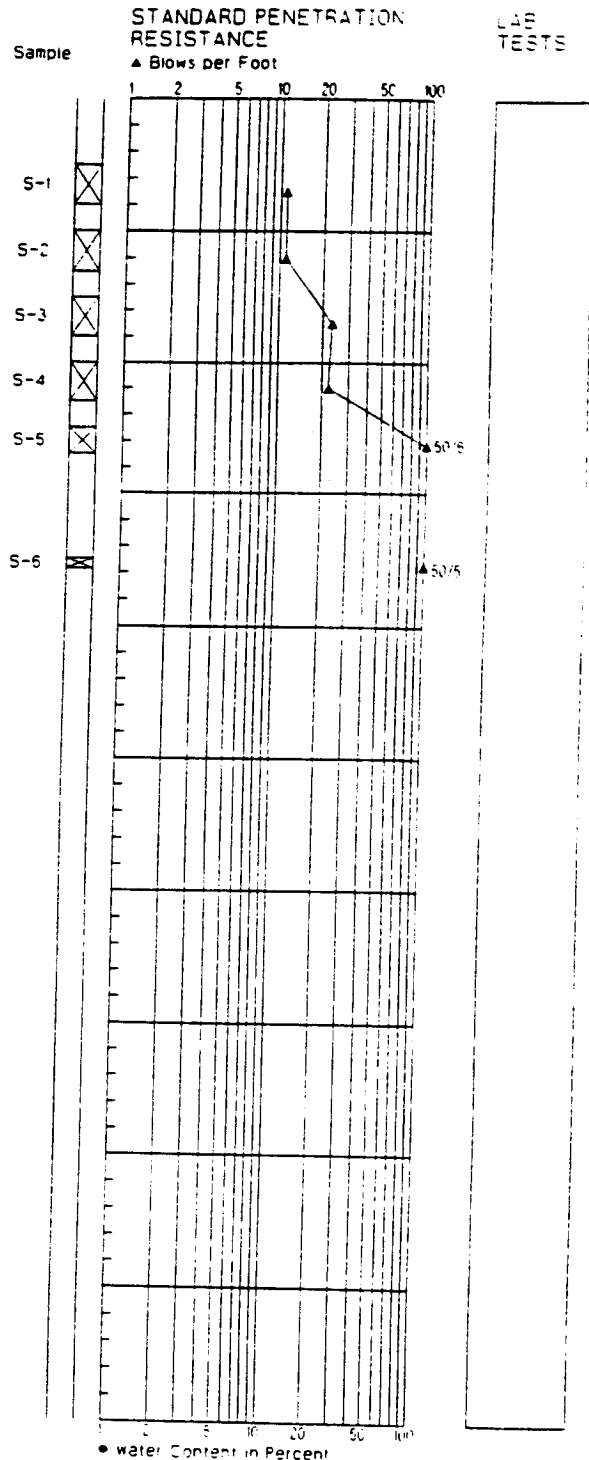 STANDARD PENETRATION
RESISTANCE
LAB
TESTS
Sample
▲ Blows per Foot
1 2 5 10 20 50 100
S-1
S-2
S-3
S-4
S-5
50/6
S-6
50/5
1 2 5 10 20 50 100
● Water Content in Percent